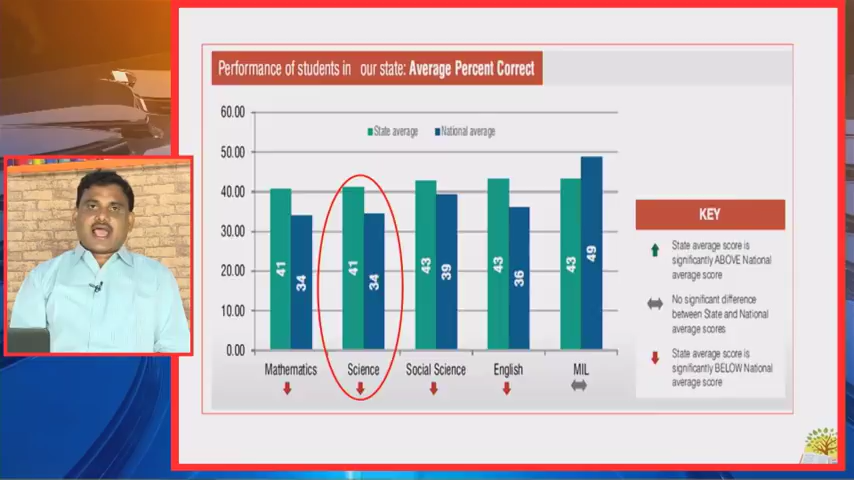 Performance of students in our state: Average Percent Correct
60.00
State average
National average
50.00
40.00
30.00
20.00
10.00
0.00
41
34
41
34
43
39
43
36
43
49
Mathematics
Science
Social Science
English
MIL
KEY
State average score is
significantly ABOVE National
average score
No significant difference
between State and National
average scores
State average score is
significantly BELOW National
average score